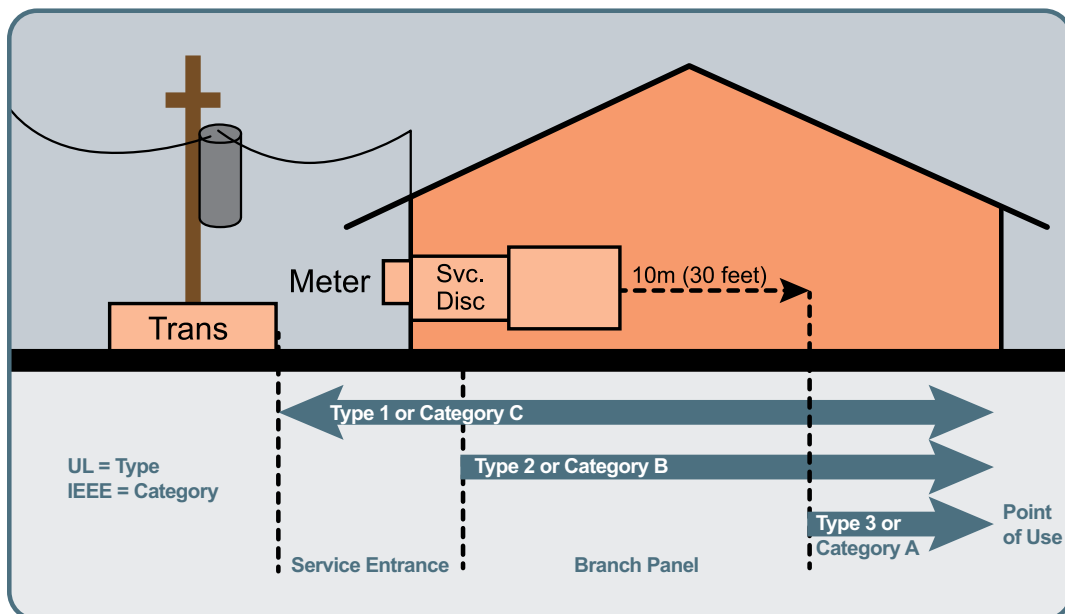 Meter
Svc.
Disc
10m (30 feet)
Trans
Type 1 or Category C
UL = Type
IEEE = Category
Type 2 or Category B
Type 3 or
Category A
Point
of Use
Service Entrance
Branch Panel